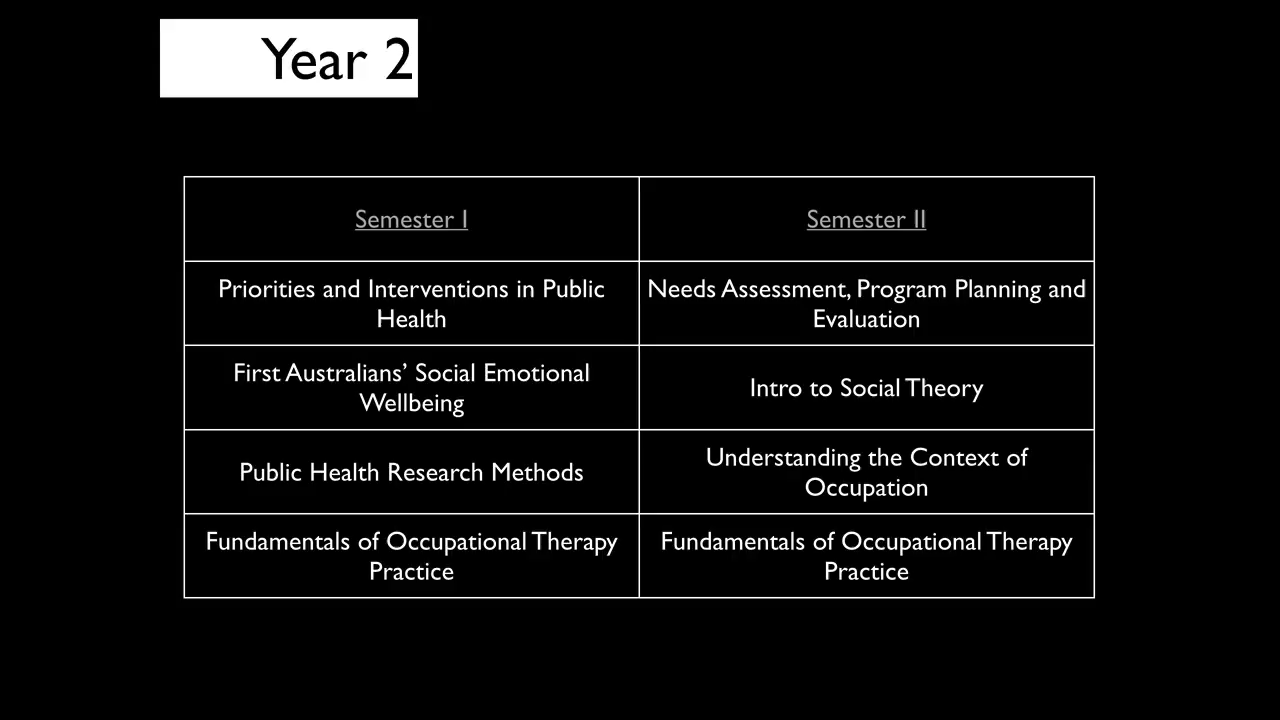 Year 2
Semester I
Semester II
Priorities and Interventions in Public
Health
Needs Assessment, Program Planning and
Evaluation
First Australians’ Social Emotional
Wellbeing
Intro to Social Theory
Public Health Research Methods
Understanding the Context of
Occupation
Fundamentals of Occupational Therapy
Practice
Fundamentals of Occupational Therapy
Practice